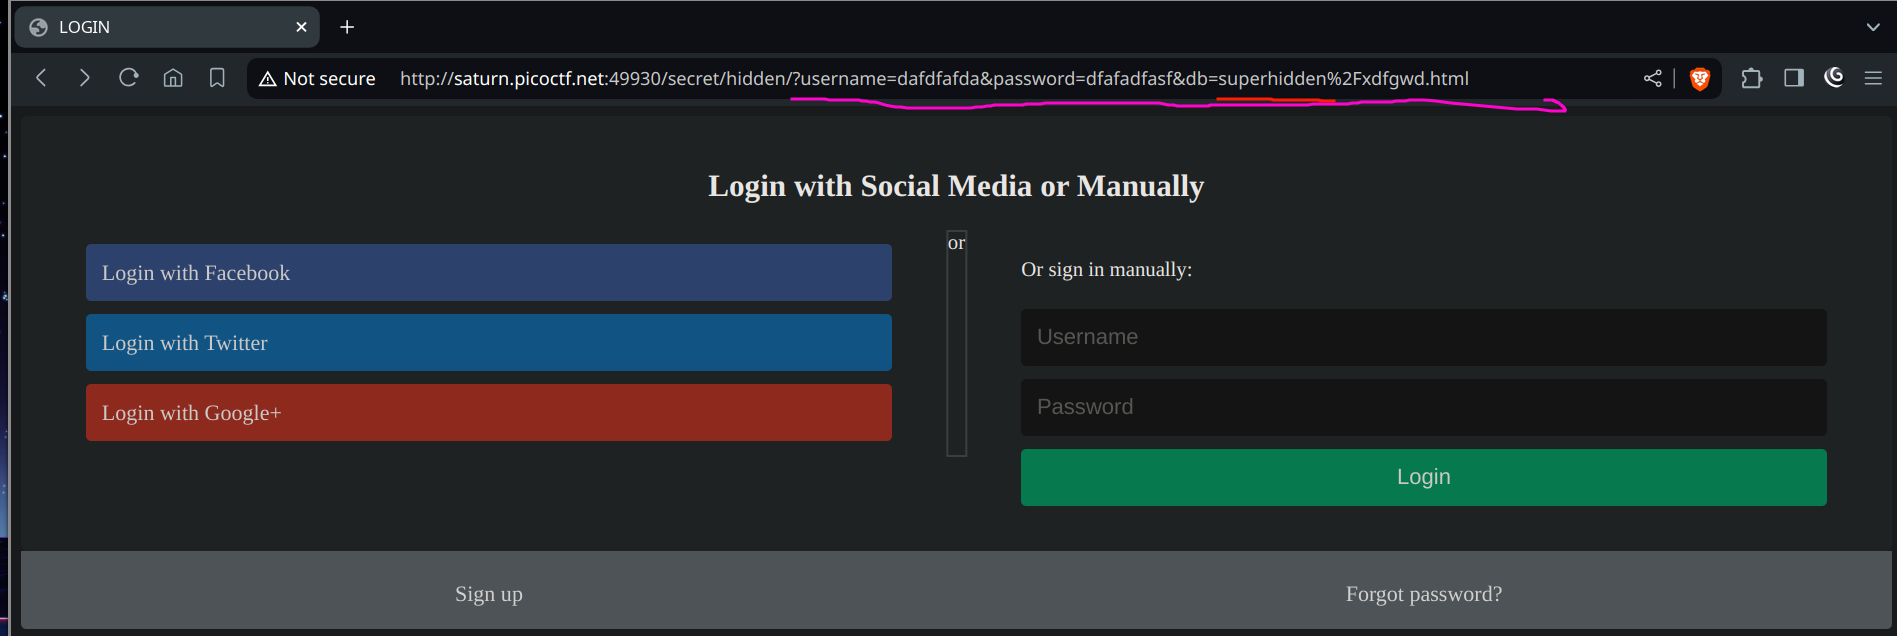 LOGIN
Not secure http://saturn.picoctf.net:49930/secret/hidden/?username=dafdfafda&password=dfafadfasf&db=superhidden%2Fxdfgwd.html
Login with Social Media or Manually
Login with Facebook
Login with Twitter
Login with Google+
or
Or sign in manually:
Username
Password
Login
Sign up
Forgot password?